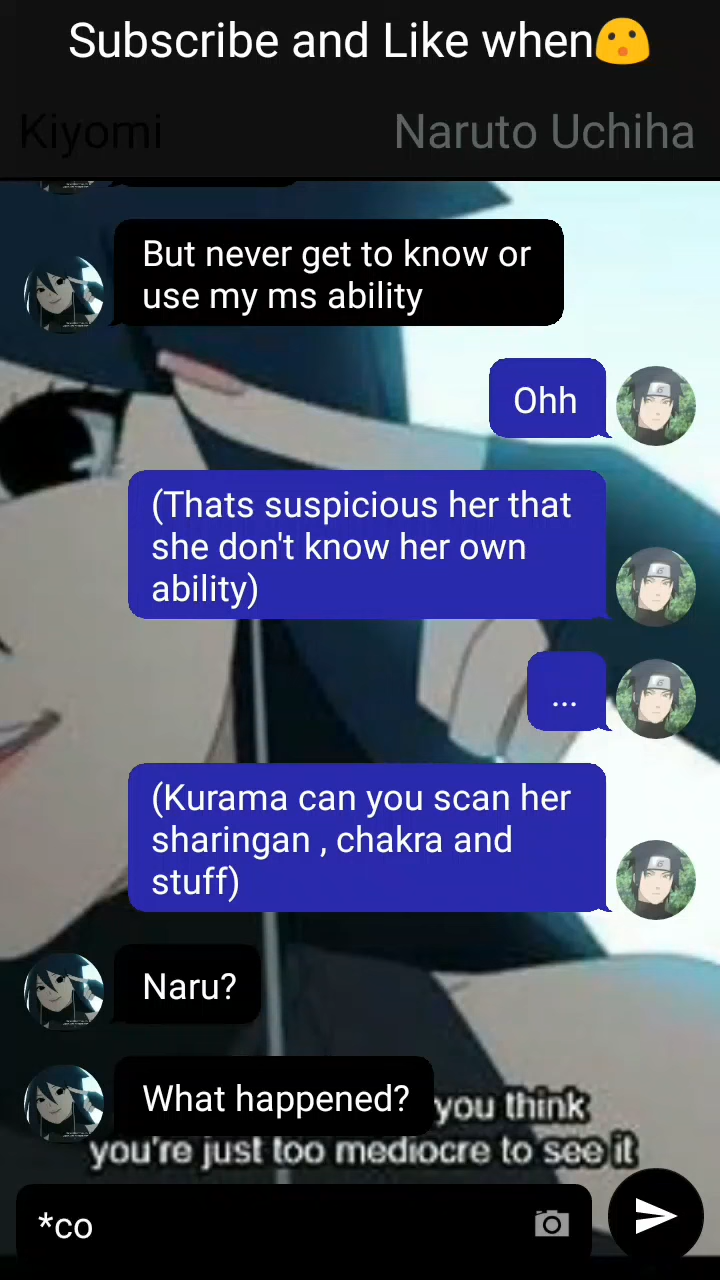 Subscribe and Like when😮
Kiyomi
Naruto Uchiha
But never get to know or
use my ms ability
Ohh
(Thats suspicious her that
she don't know her own
ability)
...
(Kurama can you scan her
sharingan , chakra and
stuff)
Naru?
What happened?
you think
you're just too mediocre to see it
*co